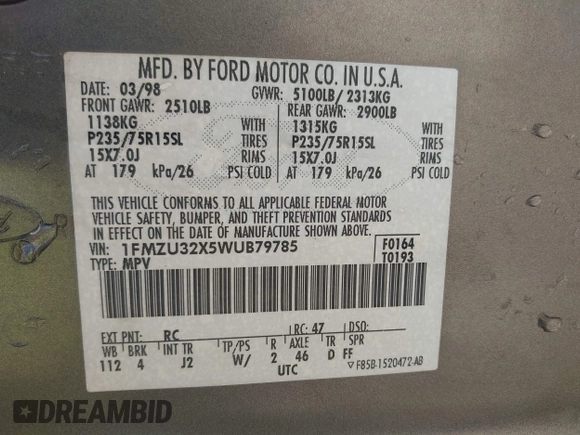 MFD. BY FORD MOTOR CO. IN U.S.A.
DATE: 03/98 GVWR: 5100LB/ 2313KG
FRONT GAWR: 2510LB REAR GAWR: 2900LB
1138KG WITH 1315KG WITH
P235/75R15SL TIRES P235/75R15SL TIRES
15X7.0J RIMS 15X7.0J RIMS
AT 179 kPa/26 PSI COLD AT 179 kPa/26 PSI COLD
THIS VEHICLE CONFORMS TO ALL APPLICABLE FEDERAL MOTOR
VEHICLE SAFETY, BUMPER, AND THEFT PREVENTION STANDARDS
IN EFFECT ON THE DATE OF MANUFACTURE SHOWN ABOVE.
VIN: 1FMZU32X5WUB79785 F0164
TYPE: MPV T0193
EXT PNT: RC RC: 47 DSO:
WB BRK INT TR TP/PS R AXLE TR SPR
112 4 J2 W/ 2 46 D FF
UTC ▽ F85B-1520472-AB
DREAMBID